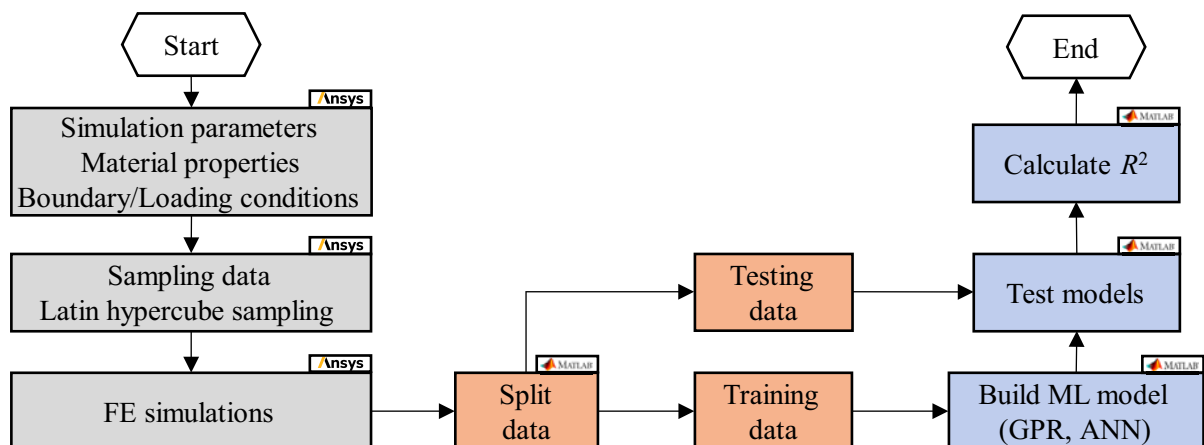 Start
Ansys
Simulation parameters
Material properties
Boundary/Loading conditions
Ansys
Sampling data
Latin hypercube sampling
Ansys
FE simulations
MATLAB
Split
data
Testing
data
Training
data
MATLAB
Build ML model
(GPR, ANN)
MATLAB
Test models
MATLAB
Calculate R²
End